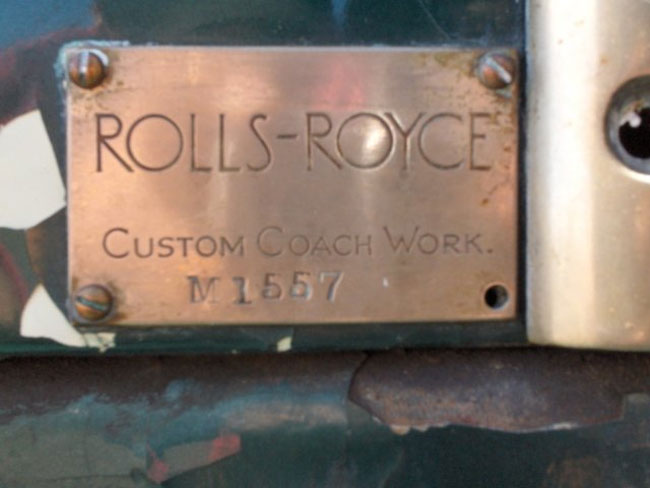 ROLLS-ROYCE
CUSTOM COACH WORK.
M1557